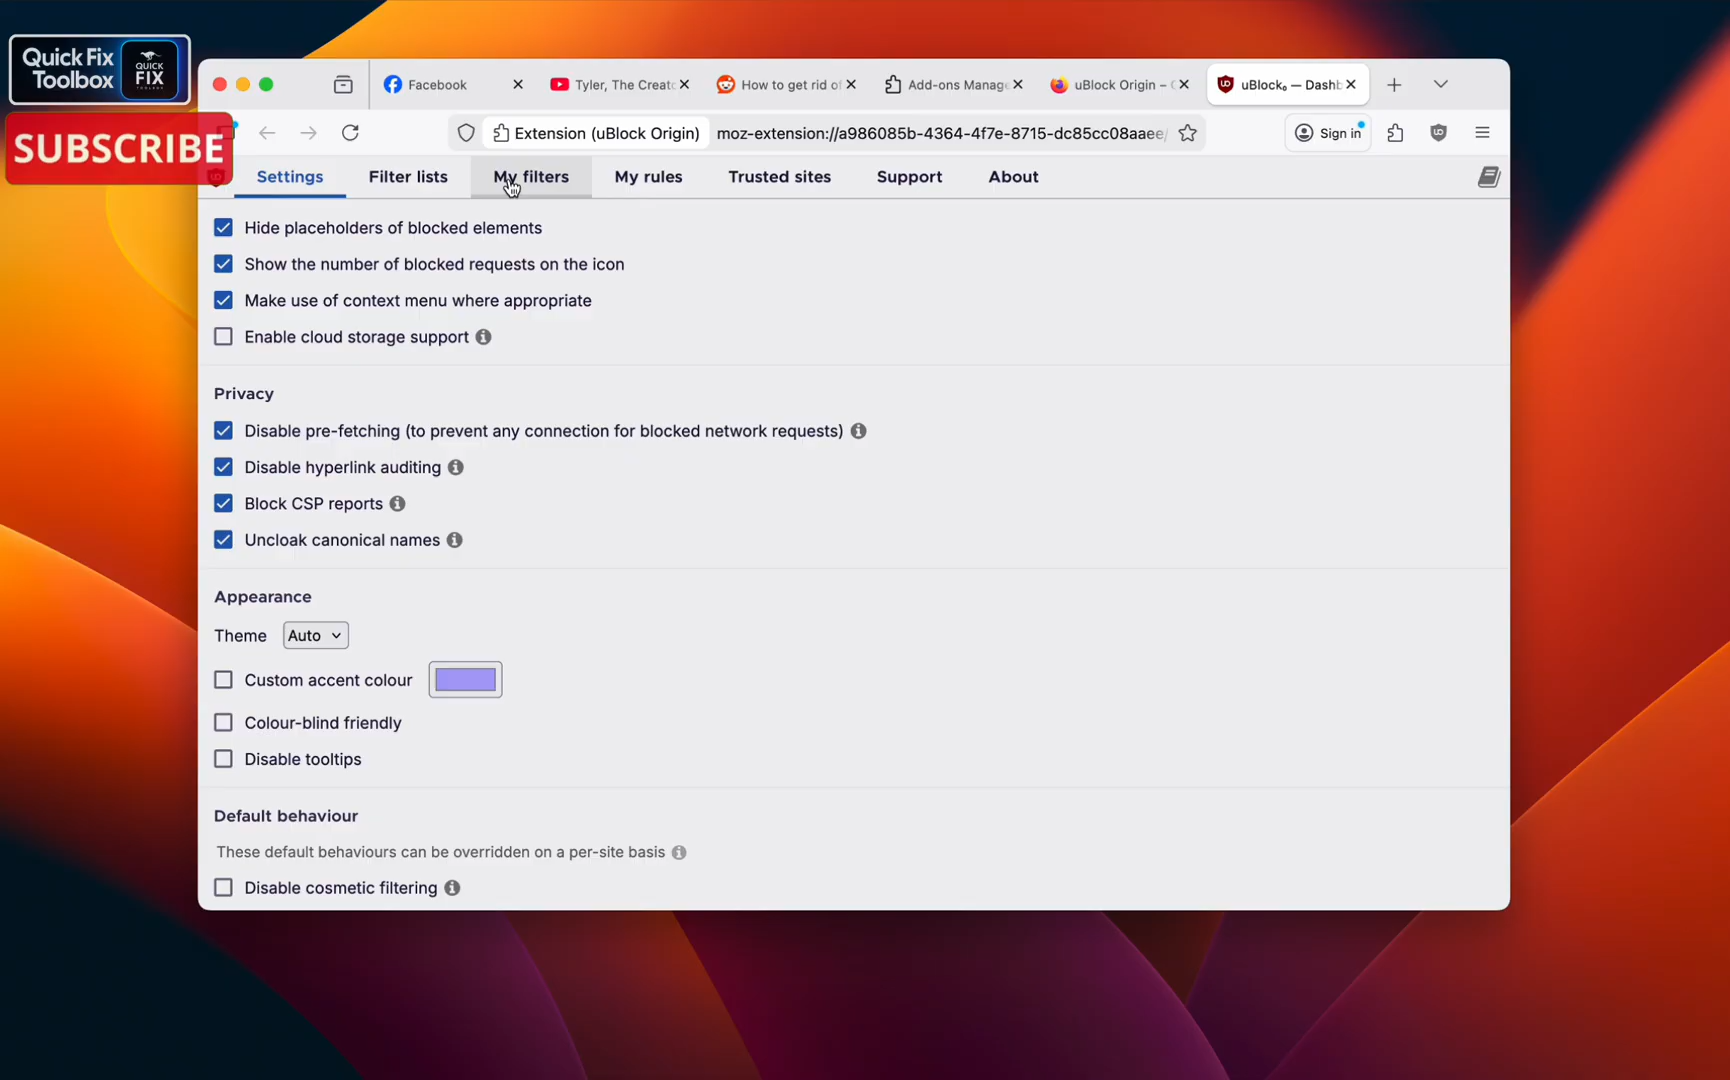 Quick Fix
Toolbox
QUICK
FIX
SUBSCRIBE
Facebook
Tyler, The Creato
How to get rid of
Add-ons Manage
uBlock Origin –
uBlock₀ — Dashb
Extension (uBlock Origin)
moz-extension://a986085b-4364-4f7e-8715-dc85cc08aaee/
Sign in
Settings
Filter lists
My filters
My rules
Trusted sites
Support
About
Hide placeholders of blocked elements
Show the number of blocked requests on the icon
Make use of context menu where appropriate
Enable cloud storage support
Privacy
Disable pre-fetching (to prevent any connection for blocked network requests)
Disable hyperlink auditing
Block CSP reports
Uncloak canonical names
Appearance
Theme
Auto
Custom accent colour
Colour-blind friendly
Disable tooltips
Default behaviour
These default behaviours can be overridden on a per-site basis
Disable cosmetic filtering